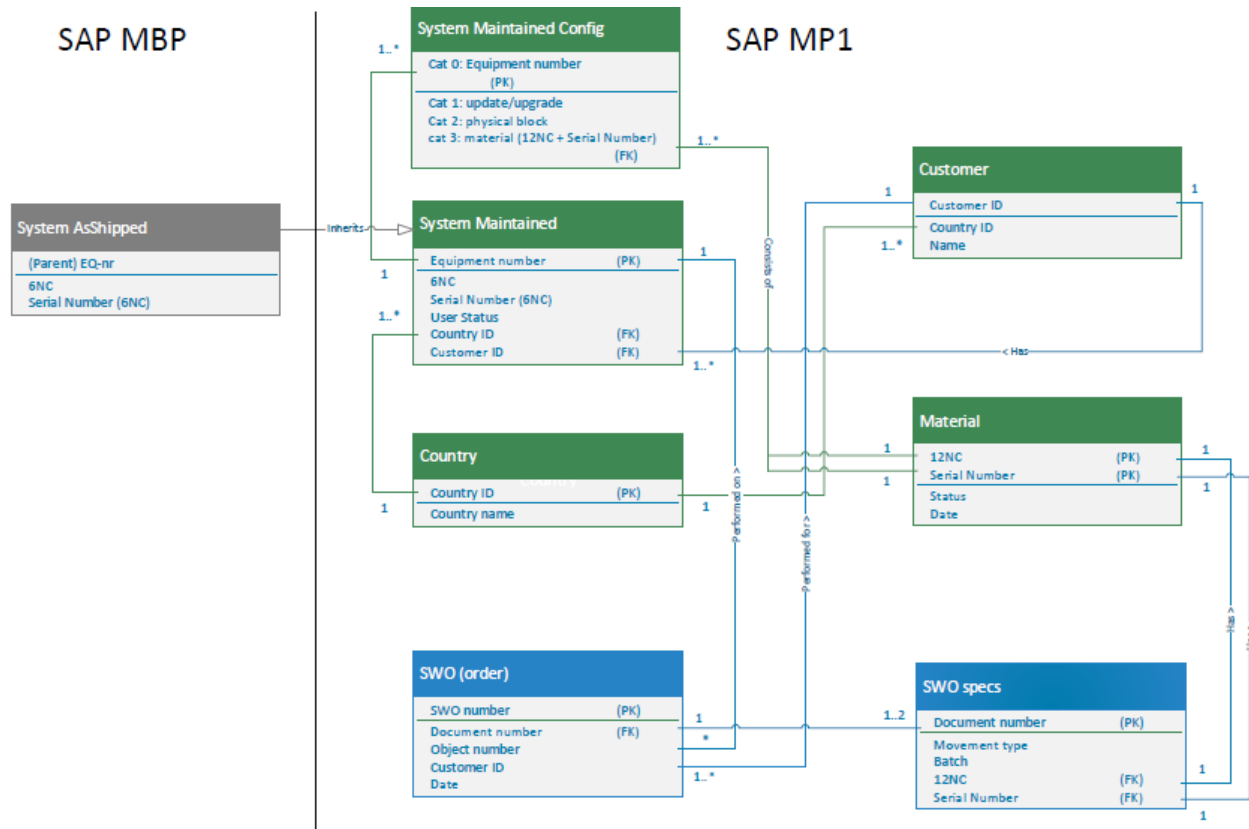 SAP MBP
SAP MP1
System Maintained Config
Cat 0: Equipment number
(PK)
Cat 1: update/upgrade
Cat 2: physical block
cat 3: material (12NC + Serial Number)
(FK)
1..*
1..*
System AsShipped
(Parent) EQ-nr
6NC
Serial Number (6NC)
Inherits
System Maintained
Equipment number (PK)
6NC
Serial Number (6NC)
User Status
Country ID (FK)
Customer ID (FK)
1
1..*
1
1..*
Consists of
Customer
Customer ID
Country ID
Name
1
1
1..*
< Has
Country
Country
Country ID (PK)
Country name
1
1
Performed on >
Performed for >
Material
12NC (PK)
Serial Number (PK)
Status
Date
1
1
1
1
Has >
SWO (order)
SWO number (PK)
Document number (FK)
Object number
Customer ID
Date
1
*
1..*
1..2
SWO specs
Document number (PK)
Movement type
Batch
12NC (FK)
Serial Number (FK)
1
1